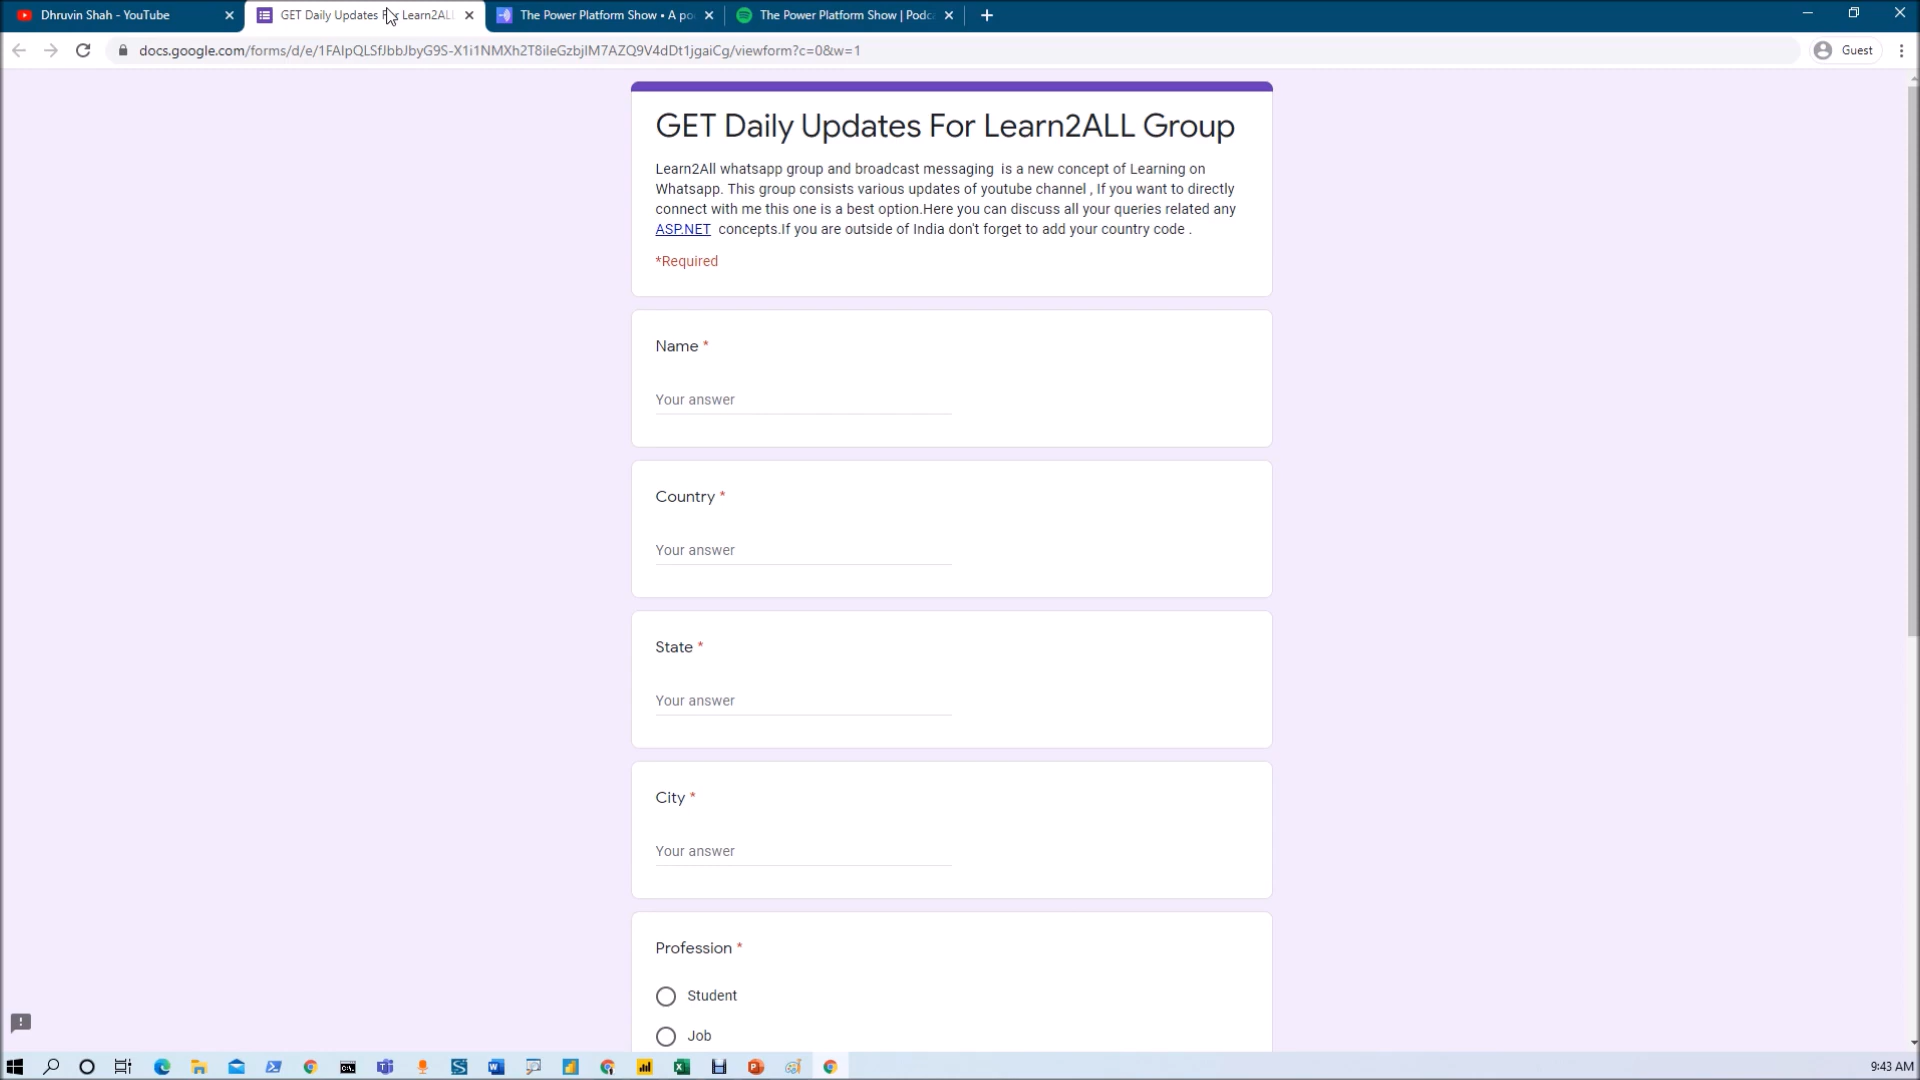 Dhruvin Shah - YouTube
GET Daily Updates For Learn2ALL
The Power Platform Show • A po
The Power Platform Show | Podc
docs.google.com/forms/d/e/1FAIpQLSfJbbJbyG9S-X1i1NMXh2T8iIeGzbjIM7AZQ9V4dDt1jgaiCg/viewform?c=0&w=1
Guest
GET Daily Updates For Learn2ALL Group
Learn2All whatsapp group and broadcast messaging is a new concept of Learning on
Whatsapp. This group consists various updates of youtube channel , If you want to directly
connect with me this one is a best option.Here you can discuss all your queries related any
ASP.NET concepts.If you are outside of India don't forget to add your country code .
*Required
Name *
Your answer
Country *
Your answer
State *
Your answer
City *
Your answer
Profession *
Student
Job
9:43 AM